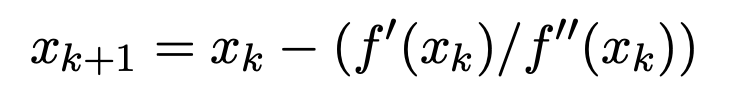 x_{k+1} = x_k − (f′(x_k)/f″(x_k))